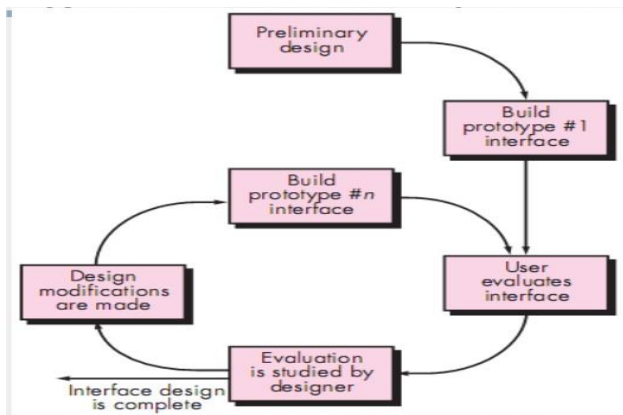 Preliminary
design
Build
prototype #1
interface
Build
prototype #n
interface
User
evaluates
interface
Design
modifications
are made
Evaluation
is studied by
designer
Interface design
is complete